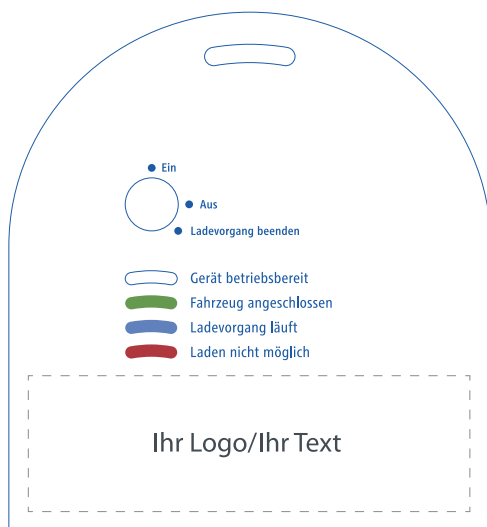 Ein
Aus
Ladevorgang beenden
Gerät betriebsbereit
Fahrzeug angeschlossen
Ladevorgang läuft
Laden nicht möglich
Ihr Logo/Ihr Text